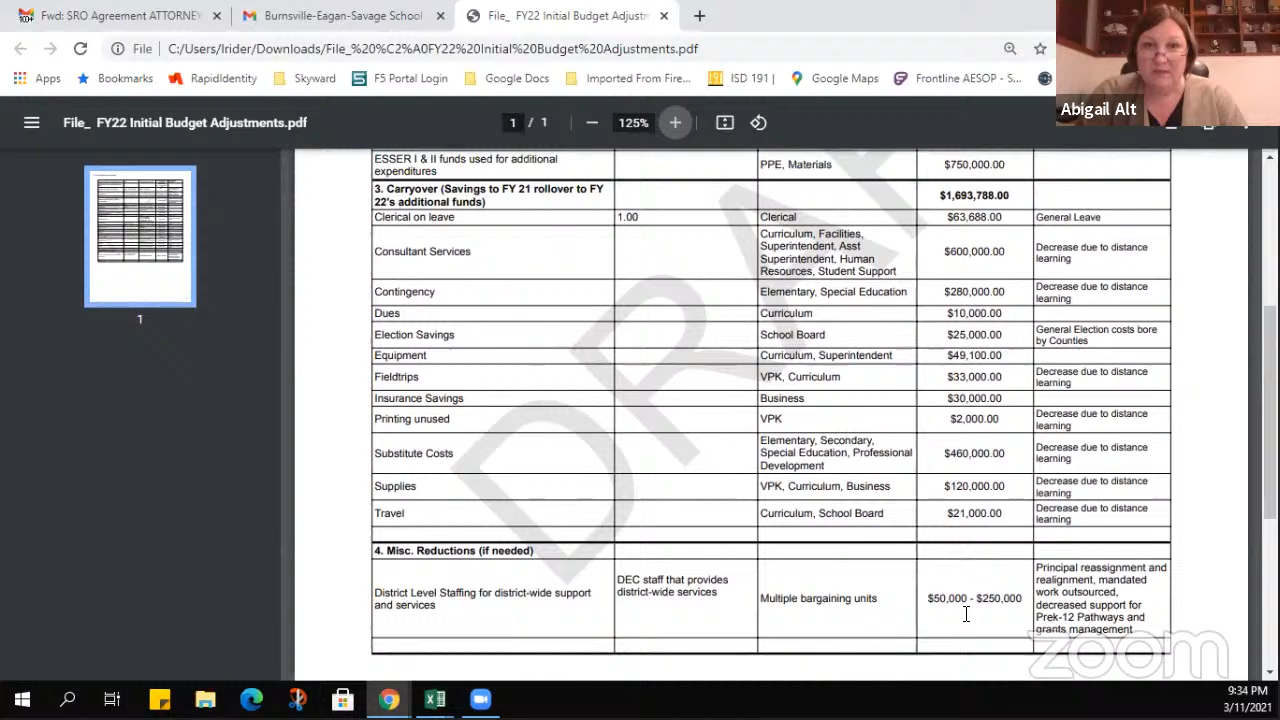 100+
Fwd: SRO Agreement ATTORNEY
Burnsville-Eagan-Savage School
File_ FY22 Initial Budget Adjustm
File
C:/Users/lrider/Downloads/File_%20%C2%A0FY22%20Initial%20Budget%20Adjustments.pdf
Apps
Bookmarks
RapidIdentity
Skyward
F5 Portal Login
Google Docs
Imported From Fire...
ISD 191 |
Google Maps
Frontline AESOP - S...
Abigail Alt
File_ FY22 Initial Budget Adjustments.pdf
1 / 1
125%
ESSER I & II funds used for additional
expenditures
PPE, Materials
$750,000.00
3. Carryover (Savings to FY 21 rollover to FY
22's additional funds)
$1,693,788.00
Clerical on leave
1.00
Clerical
$63,688.00
General Leave
Consultant Services
Curriculum, Facilities,
Superintendent, Asst
Superintendent, Human
Resources, Student Support
$600,000.00
Decrease due to distance
learning
Contingency
Elementary, Special Education
$280,000.00
Decrease due to distance
learning
Dues
Curriculum
$10,000.00
Election Savings
School Board
$25,000.00
General Election costs bore
by Counties
Equipment
Curriculum, Superintendent
$49,100.00
Fieldtrips
VPK, Curriculum
$33,000.00
Decrease due to distance
learning
Insurance Savings
Business
$30,000.00
Printing unused
VPK
$2,000.00
Decrease due to distance
learning
Substitute Costs
Elementary, Secondary,
Special Education, Professional
Development
$460,000.00
Decrease due to distance
learning
Supplies
VPK, Curriculum, Business
$120,000.00
Decrease due to distance
learning
Travel
Curriculum, School Board
$21,000.00
Decrease due to distance
learning
4. Misc. Reductions (if needed)
District Level Staffing for district-wide support
and services
DEC staff that provides
district-wide services
Multiple bargaining units
$50,000 - $250,000
Principal reassignment and
realignment, mandated
work outsourced,
decreased support for
Prek-12 Pathways and
grants management
DRAF
1
zoom
9:34 PM
3/11/2021